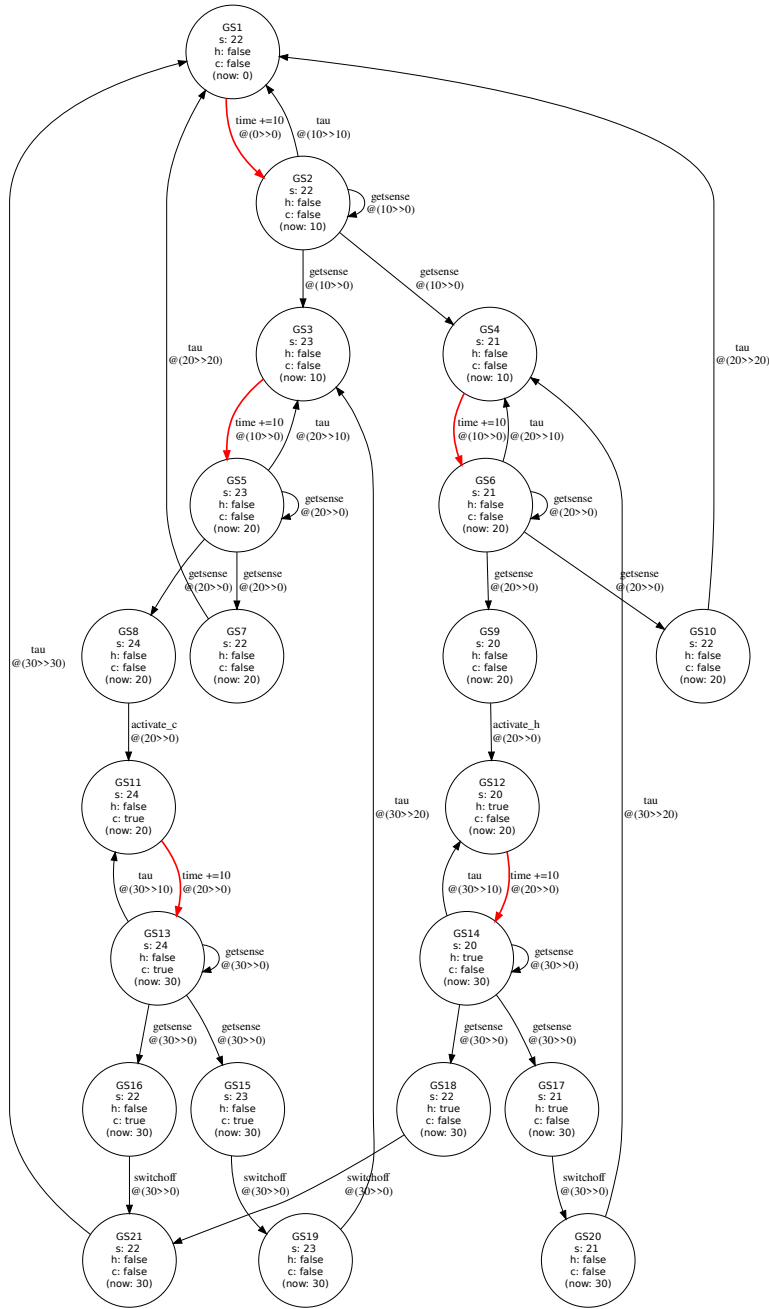 GS1
s: 22
h: false
c: false
(now: 0)
time +=10
@(0>>0)
tau
@(10>>10)
GS2
s: 22
h: false
c: false
(now: 10)
getsense
@(10>>0)
getsense
@(10>>0)
getsense
@(10>>0)
GS3
s: 23
h: false
c: false
(now: 10)
GS4
s: 21
h: false
c: false
(now: 10)
tau
@(20>>20)
tau
@(20>>20)
time +=10
@(10>>0)
tau
@(20>>10)
time +=10
@(10>>0)
tau
@(20>>10)
GS5
s: 23
h: false
c: false
(now: 20)
getsense
@(20>>0)
GS6
s: 21
h: false
c: false
(now: 20)
getsense
@(20>>0)
getsense
@(20>>0)
getsense
@(20>>0)
getsense
@(20>>0)
getsense
@(20>>0)
tau
@(30>>30)
GS8
s: 24
h: false
c: false
(now: 20)
GS7
s: 22
h: false
c: false
(now: 20)
GS9
s: 20
h: false
c: false
(now: 20)
GS10
s: 22
h: false
c: false
(now: 20)
activate_c
@(20>>0)
activate_h
@(20>>0)
GS11
s: 24
h: false
c: true
(now: 20)
tau
@(30>>20)
GS12
s: 20
h: true
c: false
(now: 20)
tau
@(30>>20)
tau
@(30>>10)
time +=10
@(20>>0)
tau
@(30>>10)
time +=10
@(20>>0)
GS13
s: 24
h: false
c: true
(now: 30)
getsense
@(30>>0)
GS14
s: 20
h: true
c: false
(now: 30)
getsense
@(30>>0)
getsense
@(30>>0)
getsense
@(30>>0)
getsense
@(30>>0)
getsense
@(30>>0)
GS16
s: 22
h: false
c: true
(now: 30)
GS15
s: 23
h: false
c: true
(now: 30)
GS18
s: 22
h: true
c: false
(now: 30)
GS17
s: 21
h: true
c: false
(now: 30)
switchoff
@(30>>0)
switchoff
@(30>>0)
switchoff
@(30>>0)
switchoff
@(30>>0)
GS21
s: 22
h: false
c: false
(now: 30)
GS19
s: 23
h: false
c: false
(now: 30)
GS20
s: 21
h: false
c: false
(now: 30)